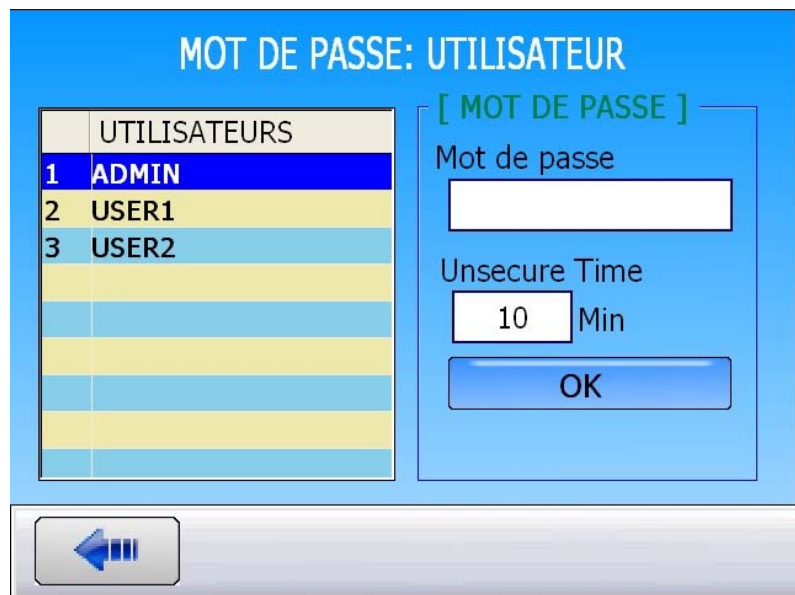 MOT DE PASSE: UTILISATEUR
UTILISATEURS
1 ADMIN
2 USER1
3 USER2
[ MOT DE PASSE ]
Mot de passe
Unsecure Time
10 Min
OK